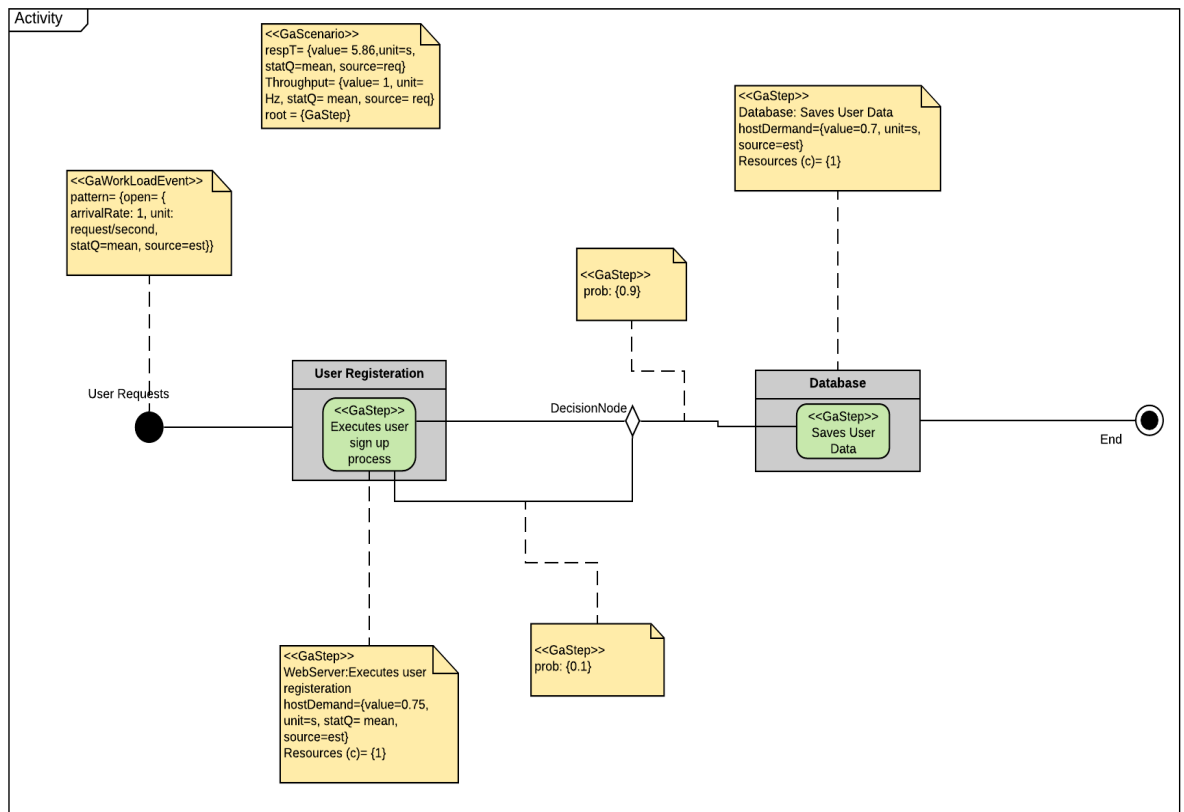 Activity
<<GaScenario>>
respT= {value= 5.86,unit=s,
statQ=mean, source=req}
Throughput= {value= 1, unit=
Hz, statQ= mean, source= req}
root = {GaStep}
<<GaStep>>
Database: Saves User Data
hostDermand={value=0.7, unit=s,
source=est}
Resources (c)= {1}
<<GaWorkLoadEvent>>
pattern= {open= {
arrivalRate: 1, unit:
request/second,
statQ=mean, source=est}}
<<GaStep>>
prob: {0.9}
User Requests
User Registeration
<<GaStep>>
Executes user
sign up
process
DecisionNode
Database
<<GaStep>>
Saves User
Data
End
<<GaStep>>
WebServer:Executes user
registeration
hostDemand={value=0.75,
unit=s, statQ= mean,
source=est}
Resources (c)= {1}
<<GaStep>>
prob: {0.1}